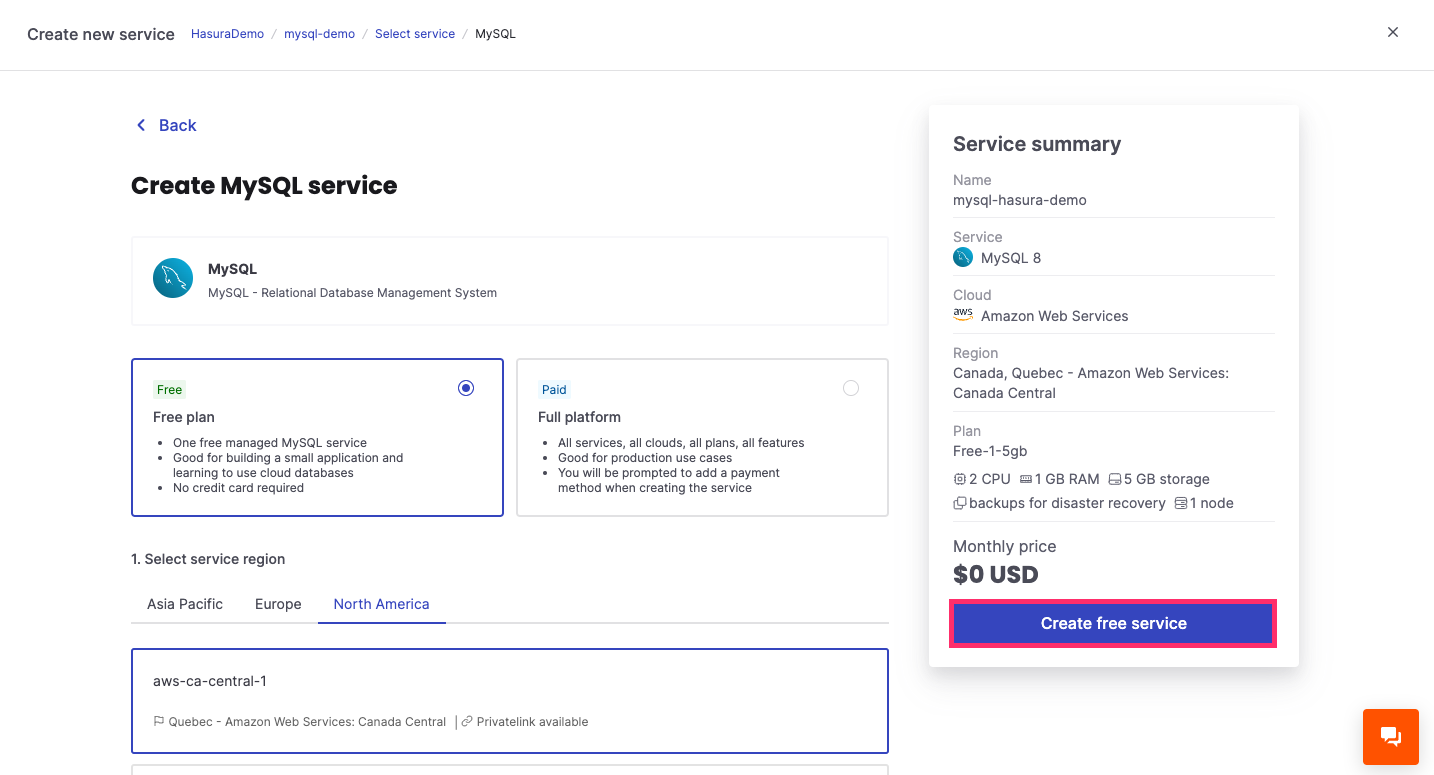 Create new service HasuraDemo / mysql-demo / Select service / MySQL
Back
Create MySQL service
MySQL
MySQL - Relational Database Management System
Free
Free plan
• One free managed MySQL service
• Good for building a small application and
learning to use cloud databases
• No credit card required
Paid
Full platform
• All services, all clouds, all plans, all features
• Good for production use cases
• You will be prompted to add a payment
method when creating the service
1. Select service region
Asia Pacific Europe North America
aws-ca-central-1
Quebec - Amazon Web Services: Canada Central | Privatelink available
Service summary
Name
mysql-hasura-demo
Service
MySQL 8
Cloud
aws Amazon Web Services
Region
Canada, Quebec - Amazon Web Services:
Canada Central
Plan
Free-1-5gb
2 CPU 1 GB RAM 5 GB storage
backups for disaster recovery 1 node
Monthly price
$0 USD
Create free service